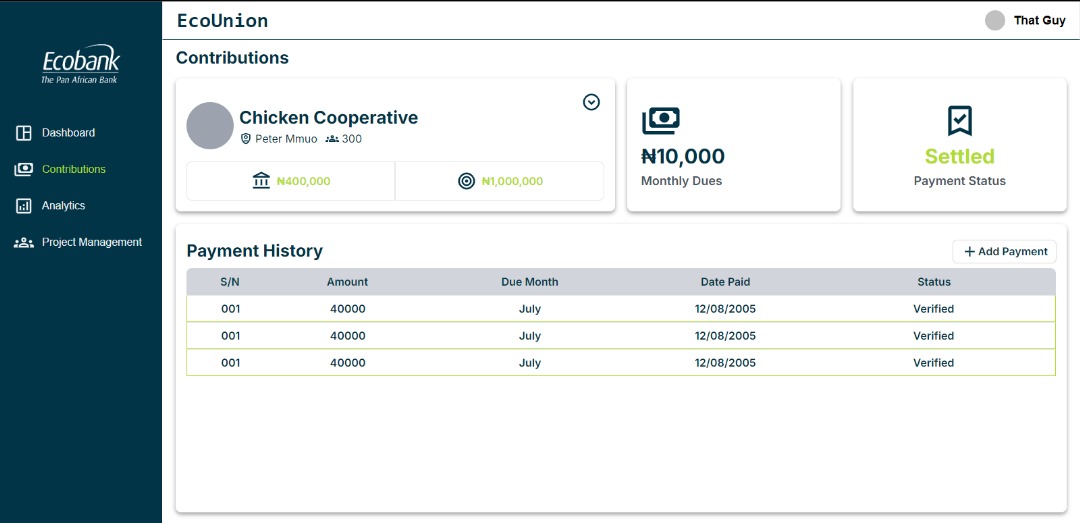 Ecobank
The Pan African Bank
Dashboard
Contributions
Analytics
Project Management
EcoUnion
That Guy
Contributions
Chicken Cooperative
Peter Mmuo 300
₦400,000 ₦1,000,000
₦10,000
Monthly Dues
Settled
Payment Status
Payment History
+ Add Payment
S/N Amount Due Month Date Paid Status
001 40000 July 12/08/2005 Verified
001 40000 July 12/08/2005 Verified
001 40000 July 12/08/2005 Verified